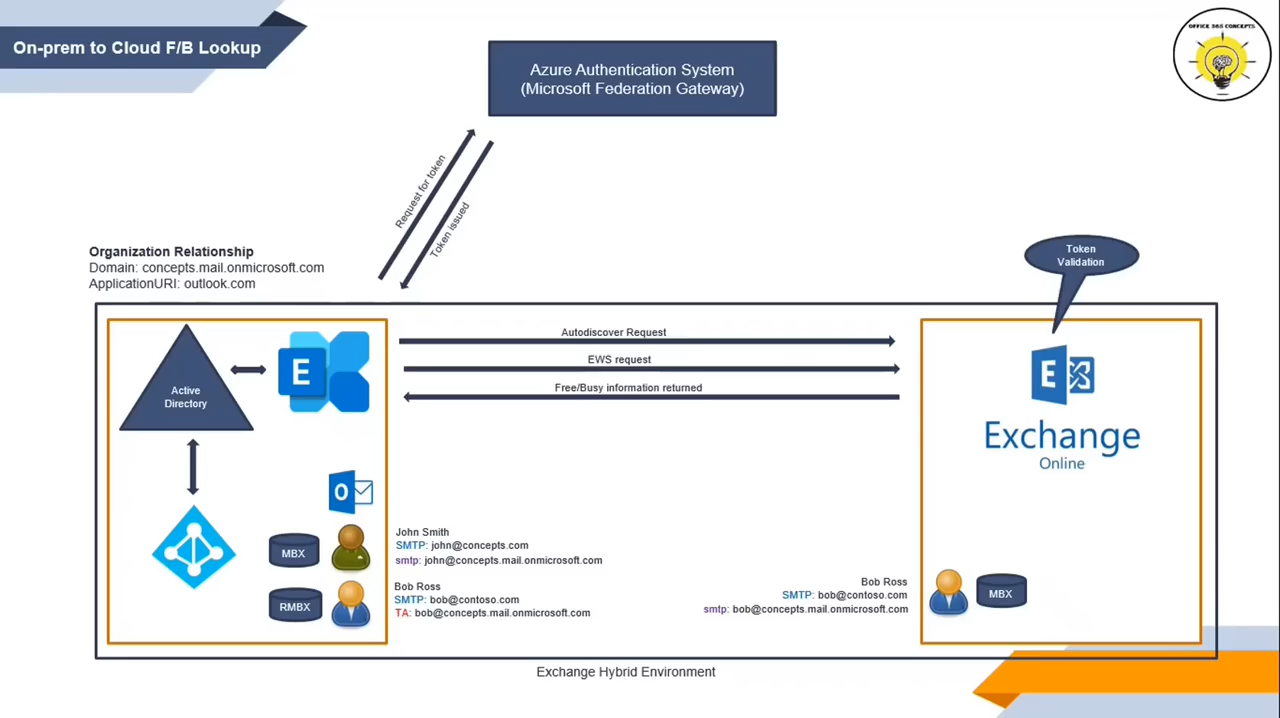 On-prem to Cloud F/B Lookup
OFFICE 365 CONCEPTS
Azure Authentication System
(Microsoft Federation Gateway)
Request for token
Token issued
Organization Relationship
Domain: concepts.mail.onmicrosoft.com
ApplicationURI: outlook.com
Token
Validation
Active
Directory
E
Autodiscover Request
EWS request
Free/Busy information returned
E
Exchange
Online
O
MBX
John Smith
SMTP: john@concepts.com
smtp: john@concepts.mail.onmicrosoft.com
RMBX
Bob Ross
SMTP: bob@contoso.com
TA: bob@concepts.mail.onmicrosoft.com
Bob Ross
SMTP: bob@contoso.com
smtp: bob@concepts.mail.onmicrosoft.com
MBX
Exchange Hybrid Environment